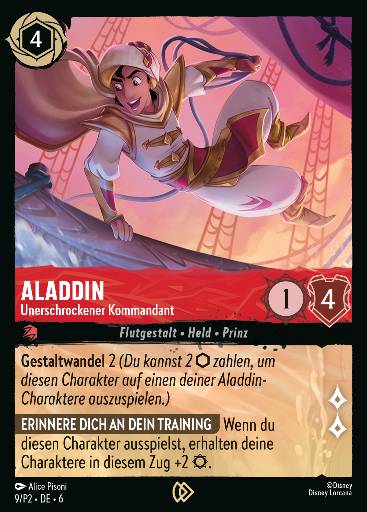 4
ALADDIN
Unerschrockener Kommandant
1
4
Flutgestalt • Held • Prinz
Gestaltwandel 2 (Du kannst 2 zahlen, um
diesen Charakter auf einen deiner Aladdin-
Charaktere auszuspielen.)
ERINNERE DICH AN DEIN TRAINING Wenn du
diesen Charakter ausspielst, erhalten deine
Charaktere in diesem Zug +2 .
Alice Pisoni
9/P2 • DE • 6
©Disney
Disney Lorcana